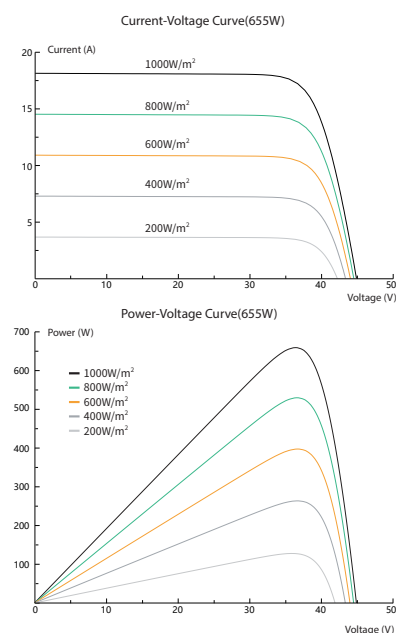 Current-Voltage Curve(655W)
Current (A)
20
1000W/m²
15
800W/m²
600W/m²
10
400W/m²
5
200W/m²
0 10 20 30 40 50
Voltage (V)
Power-Voltage Curve(655W)
Power (W)
700
600
1000W/m²
800W/m²
500
600W/m²
400W/m²
200W/m²
400
300
200
100
0 10 20 30 40 50
Voltage (V)